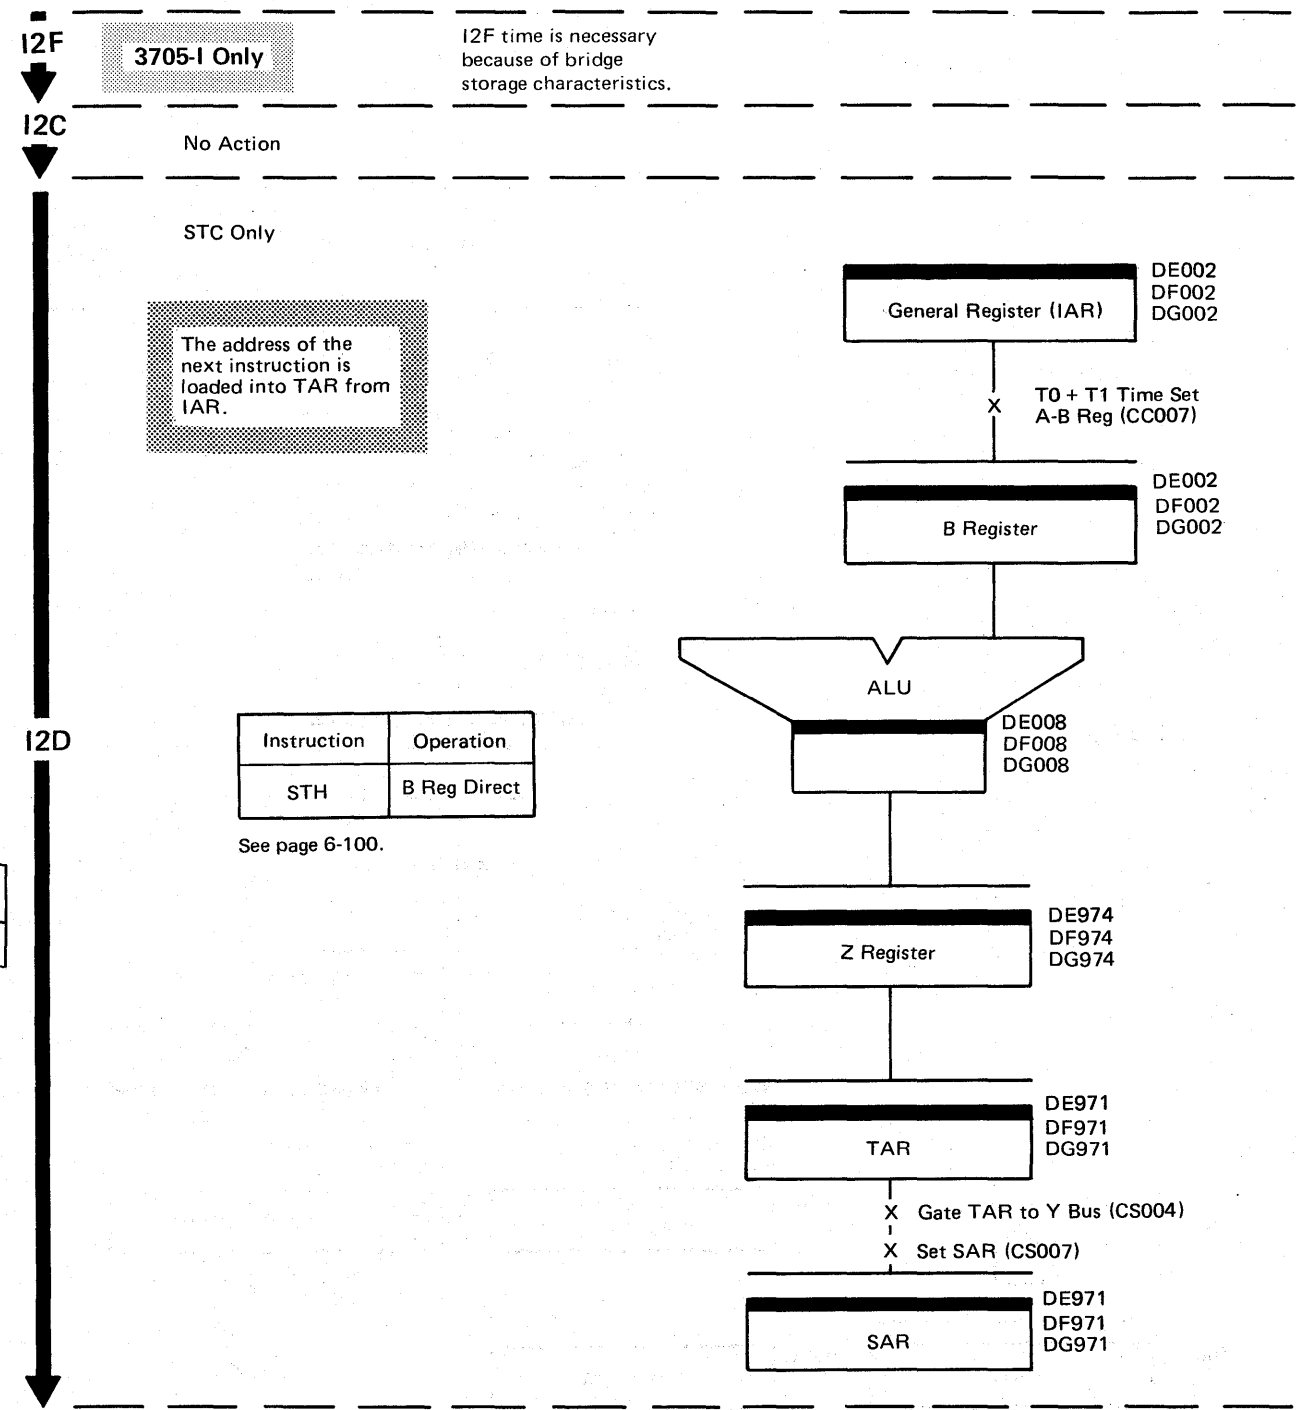 I2F
3705-I Only
I2F time is necessary
because of bridge
storage characteristics.
I2C
No Action
STC Only
The address of the
next instruction is
loaded into TAR from
IAR.
General Register (IAR)
DE002
DF002
DG002
X
T0 + T1 Time Set
A-B Reg (CC007)
B Register
DE002
DF002
DG002
ALU
DE008
DF008
DG008
I2D
Instruction Operation
STH B Reg Direct
See page 6-100.
Z Register
DE974
DF974
DG974
TAR
DE971
DF971
DG971
X Gate TAR to Y Bus (CS004)
X Set SAR (CS007)
SAR
DE971
DF971
DG971